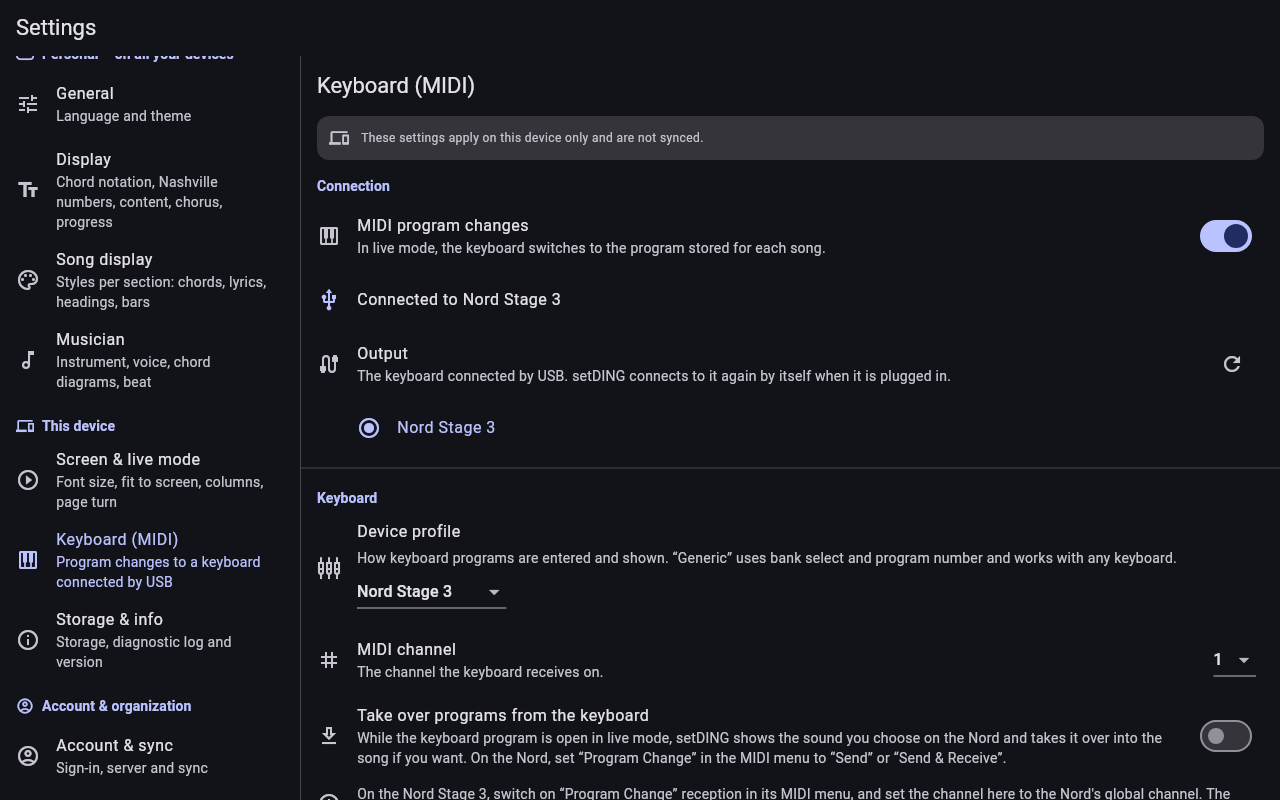 Settings
Personal – on all your devices
General
Language and theme
Display
Chord notation, Nashville
numbers, content, chorus,
progress
Song display
Styles per section: chords, lyrics,
headings, bars
Musician
Instrument, voice, chord
diagrams, beat
This device
Screen & live mode
Font size, fit to screen, columns,
page turn
Keyboard (MIDI)
Program changes to a keyboard
connected by USB
Storage & info
Storage, diagnostic log and
version
Account & organization
Account & sync
Sign-in, server and sync
Keyboard (MIDI)
These settings apply on this device only and are not synced.
Connection
MIDI program changes
In live mode, the keyboard switches to the program stored for each song.
Connected to Nord Stage 3
Output
The keyboard connected by USB. setDING connects to it again by itself when it is plugged in.
Nord Stage 3
Keyboard
Device profile
How keyboard programs are entered and shown. “Generic” uses bank select and program number and works with any keyboard.
Nord Stage 3
MIDI channel
The channel the keyboard receives on.
1
Take over programs from the keyboard
While the keyboard program is open in live mode, setDING shows the sound you choose on the Nord and takes it over into the
song if you want. On the Nord, set “Program Change” in the MIDI menu to “Send” or “Send & Receive”.
On the Nord Stage 3, switch on “Program Change” reception in its MIDI menu, and set the channel here to the Nord's global channel. The